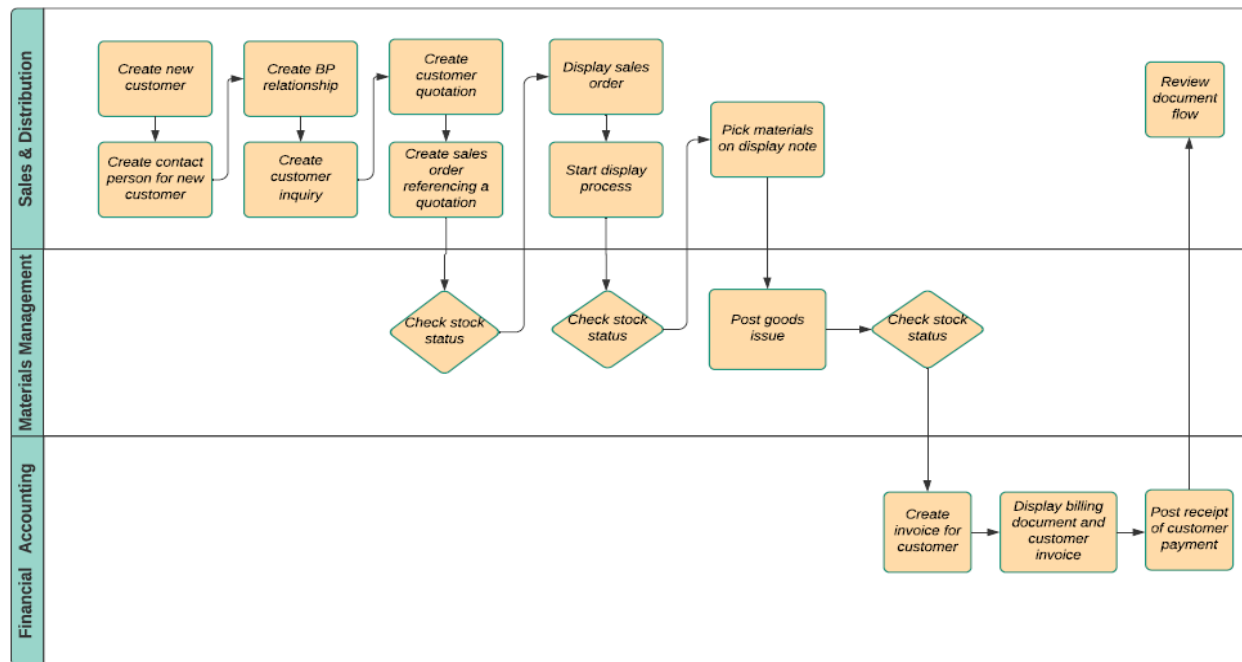 Sales & Distribution
Create new
customer
Create contact
person for new
customer
Create BP
relationship
Create
customer
inquiry
Create
customer
quotation
Create sales
order
referencing a
quotation
Display sales
order
Start display
process
Pick materials
on display note
Review
document
flow
Materials Management
Check stock
status
Check stock
status
Post goods
issue
Check stock
status
Financial Accounting
Create
invoice for
customer
Display billing
document and
customer
invoice
Post receipt
of customer
payment